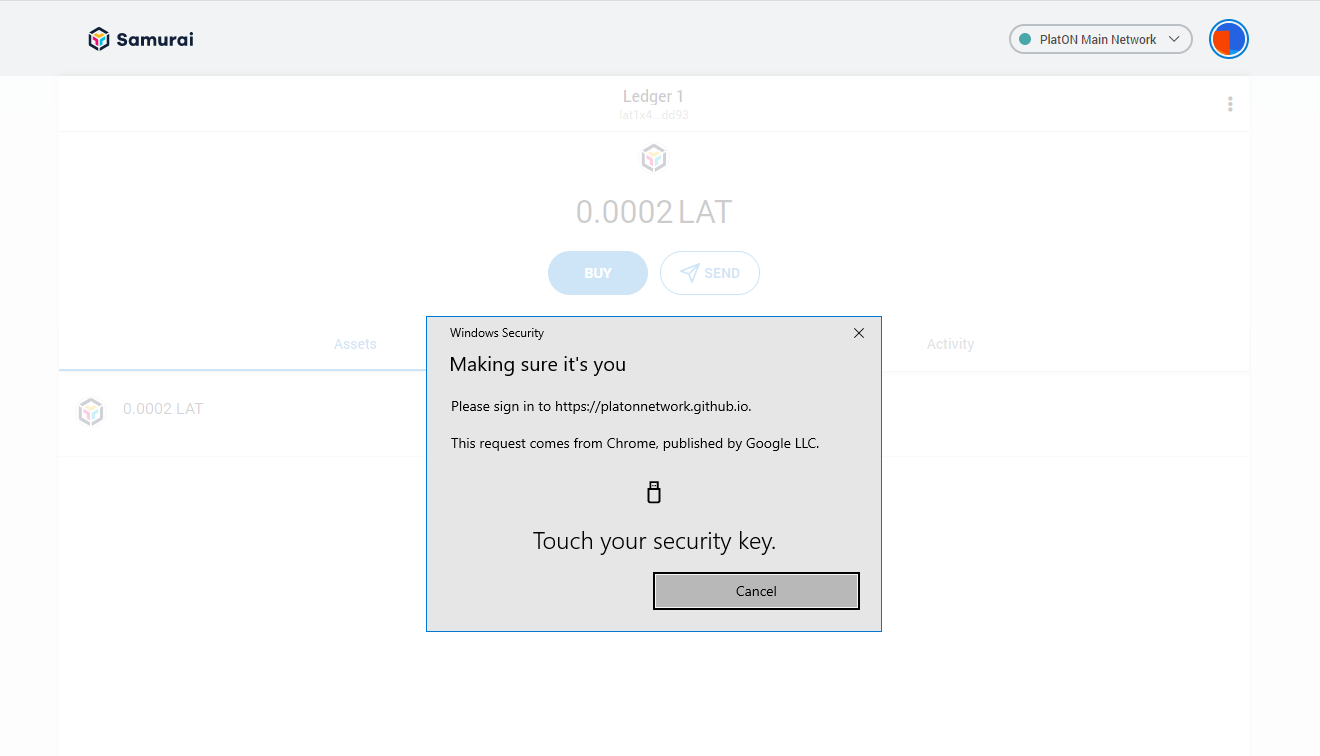 Samurai
PlatON Main Network
Ledger 1
lat1x4...dd93
0.0002 LAT
BUY
SEND
Assets
Activity
0.0002 LAT
Windows Security
Making sure it's you
Please sign in to https://platonnetwork.github.io.
This request comes from Chrome, published by Google LLC.
Touch your security key.
Cancel